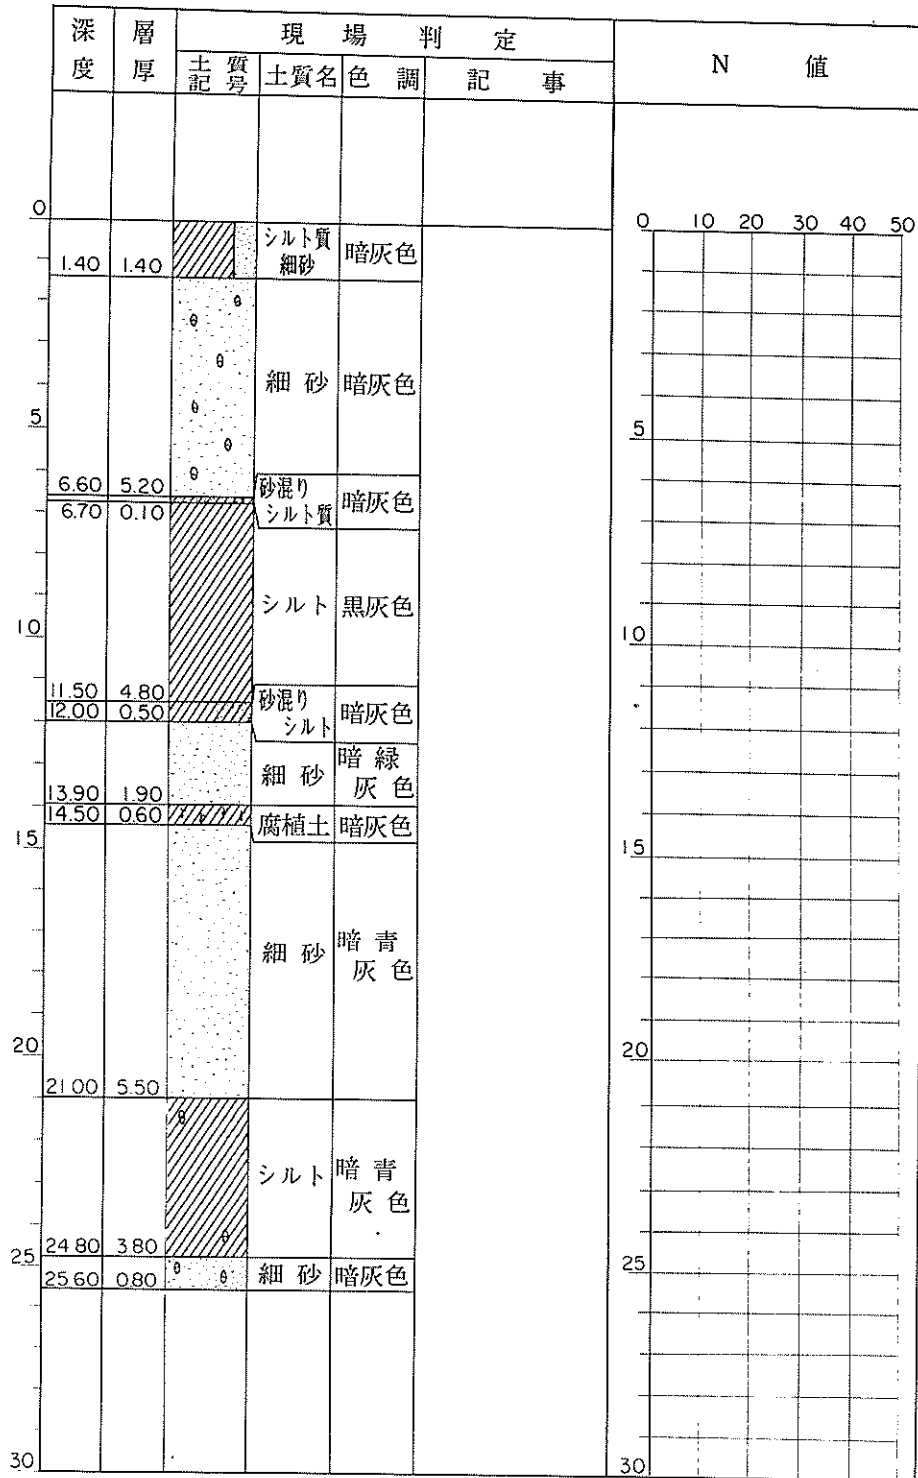 深度 層厚 現場判定 N 値
土質記号 土質名 色調 記事
0 0 10 20 30 40 50
シルト質
細砂 暗灰色
1.40 1.40
細砂 暗灰色
5 5
6.60 5.20 砂混り
シルト質 暗灰色
6.70 0.10
シルト 黒灰色
10 10
11.50 4.80 砂混り
シルト 暗灰色
12.00 0.50
細砂 暗緑
灰色
13.90 1.90
14.50 0.60 腐植土 暗灰色
15 15
細砂 暗青
灰色
20 20
21.00 5.50
シルト 暗青
灰色
24.80 3.80
25 25
25.60 0.80 細砂 暗灰色
30 30